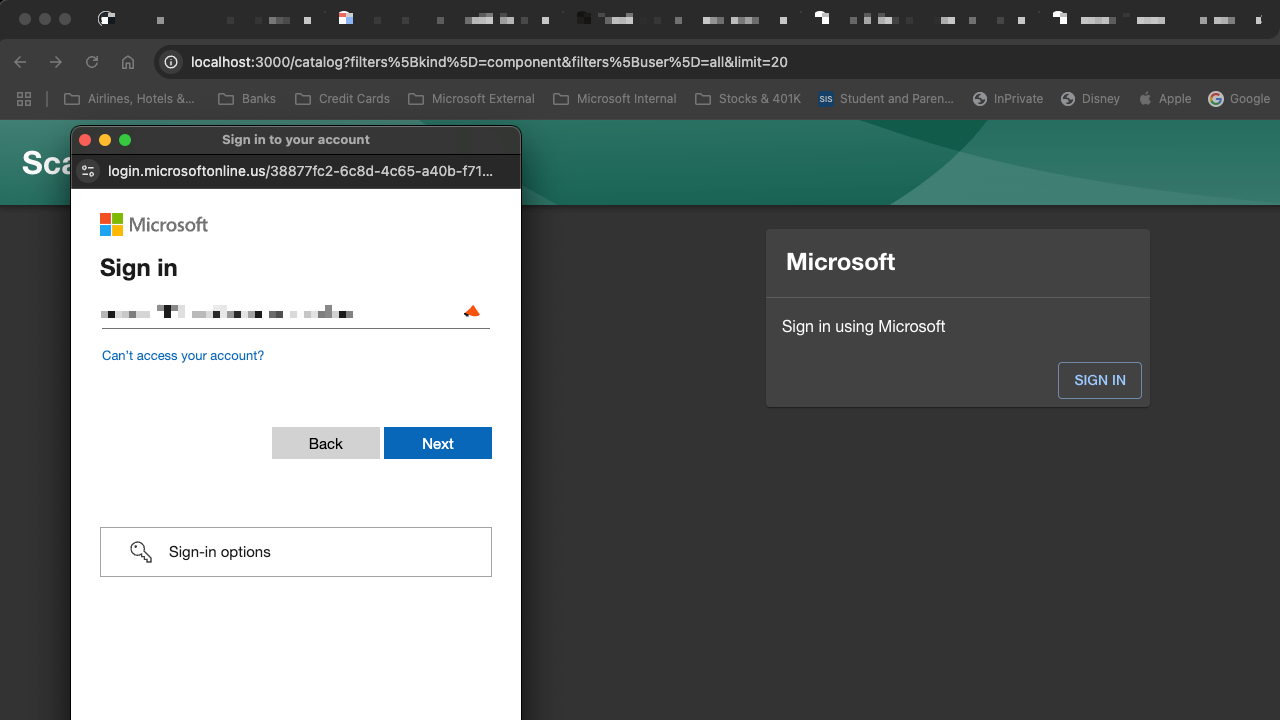 localhost:3000/catalog?filters%5Bkind%5D=component&filters%5Buser%5D=all&limit=20
Airlines, Hotels &... Banks Credit Cards Microsoft External Microsoft Internal Stocks & 401K SIS Student and Paren... InPrivate Disney Apple Google
Sca
Sign in to your account
login.microsoftonline.us/38877fc2-6c8d-4c65-a40b-f71...
Microsoft
Sign in
Can't access your account?
Back Next
Sign-in options
Microsoft
Sign in using Microsoft
SIGN IN